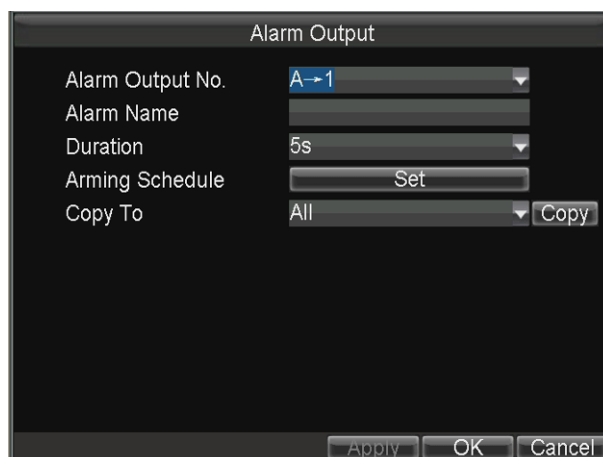 Alarm Output
Alarm Output No. A→1
Alarm Name
Duration 5s
Arming Schedule Set
Copy To All Copy
Apply OK Cancel